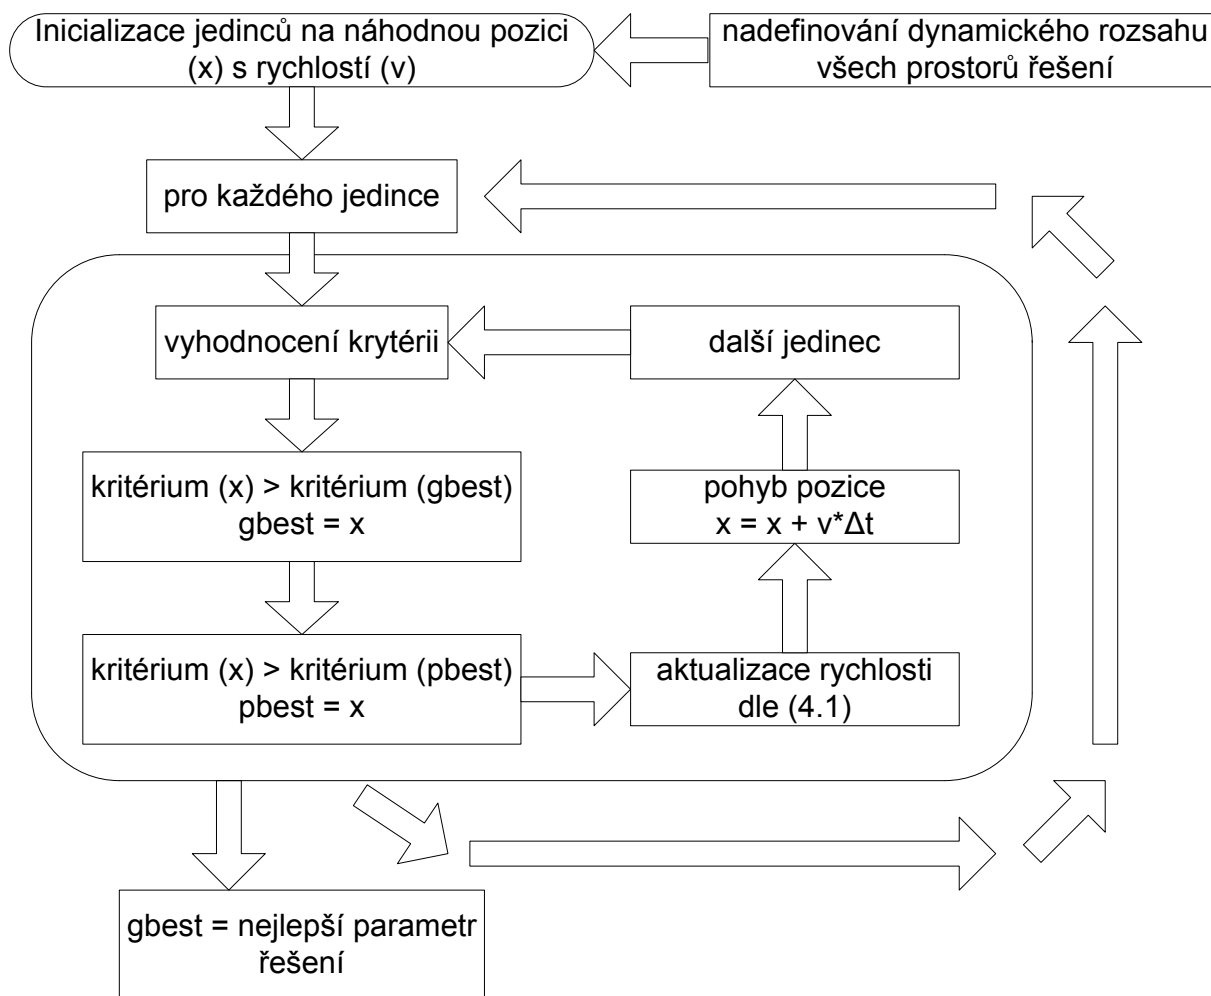 Inicializace jedinců na náhodnou pozici
(x) s rychlostí (v)
nadefinování dynamického rozsahu
všech prostorů řešení
pro každého jedince
vyhodnocení krytérii
další jedinec
kritérium (x) > kritérium (gbest)
gbest = x
pohyb pozice
x = x + v*Δt
kritérium (x) > kritérium (pbest)
pbest = x
aktualizace rychlosti
dle (4.1)
gbest = nejlepší parametr
řešení